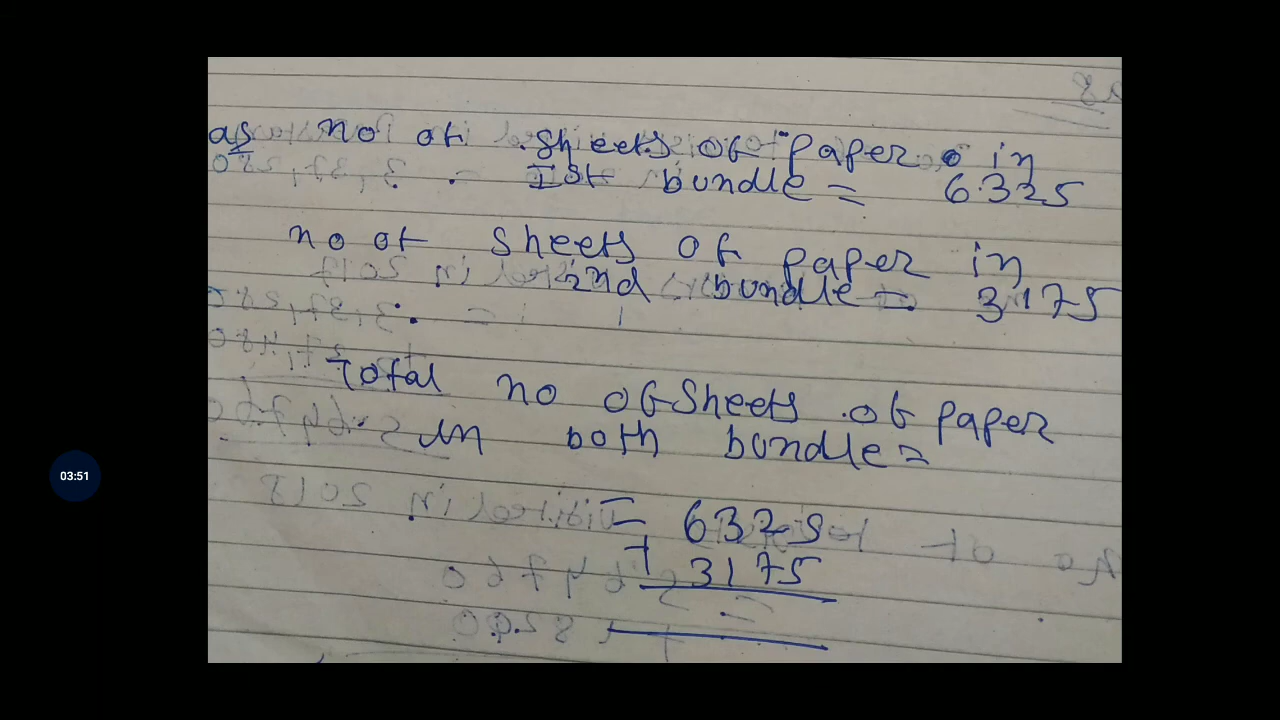 as no of sheets of paper in
Ist bundle = 6325
no of sheets of paper in
2nd bundle = 3175
Total no of sheets of paper
in both bundle =
= 6325
+ 3175
03:51